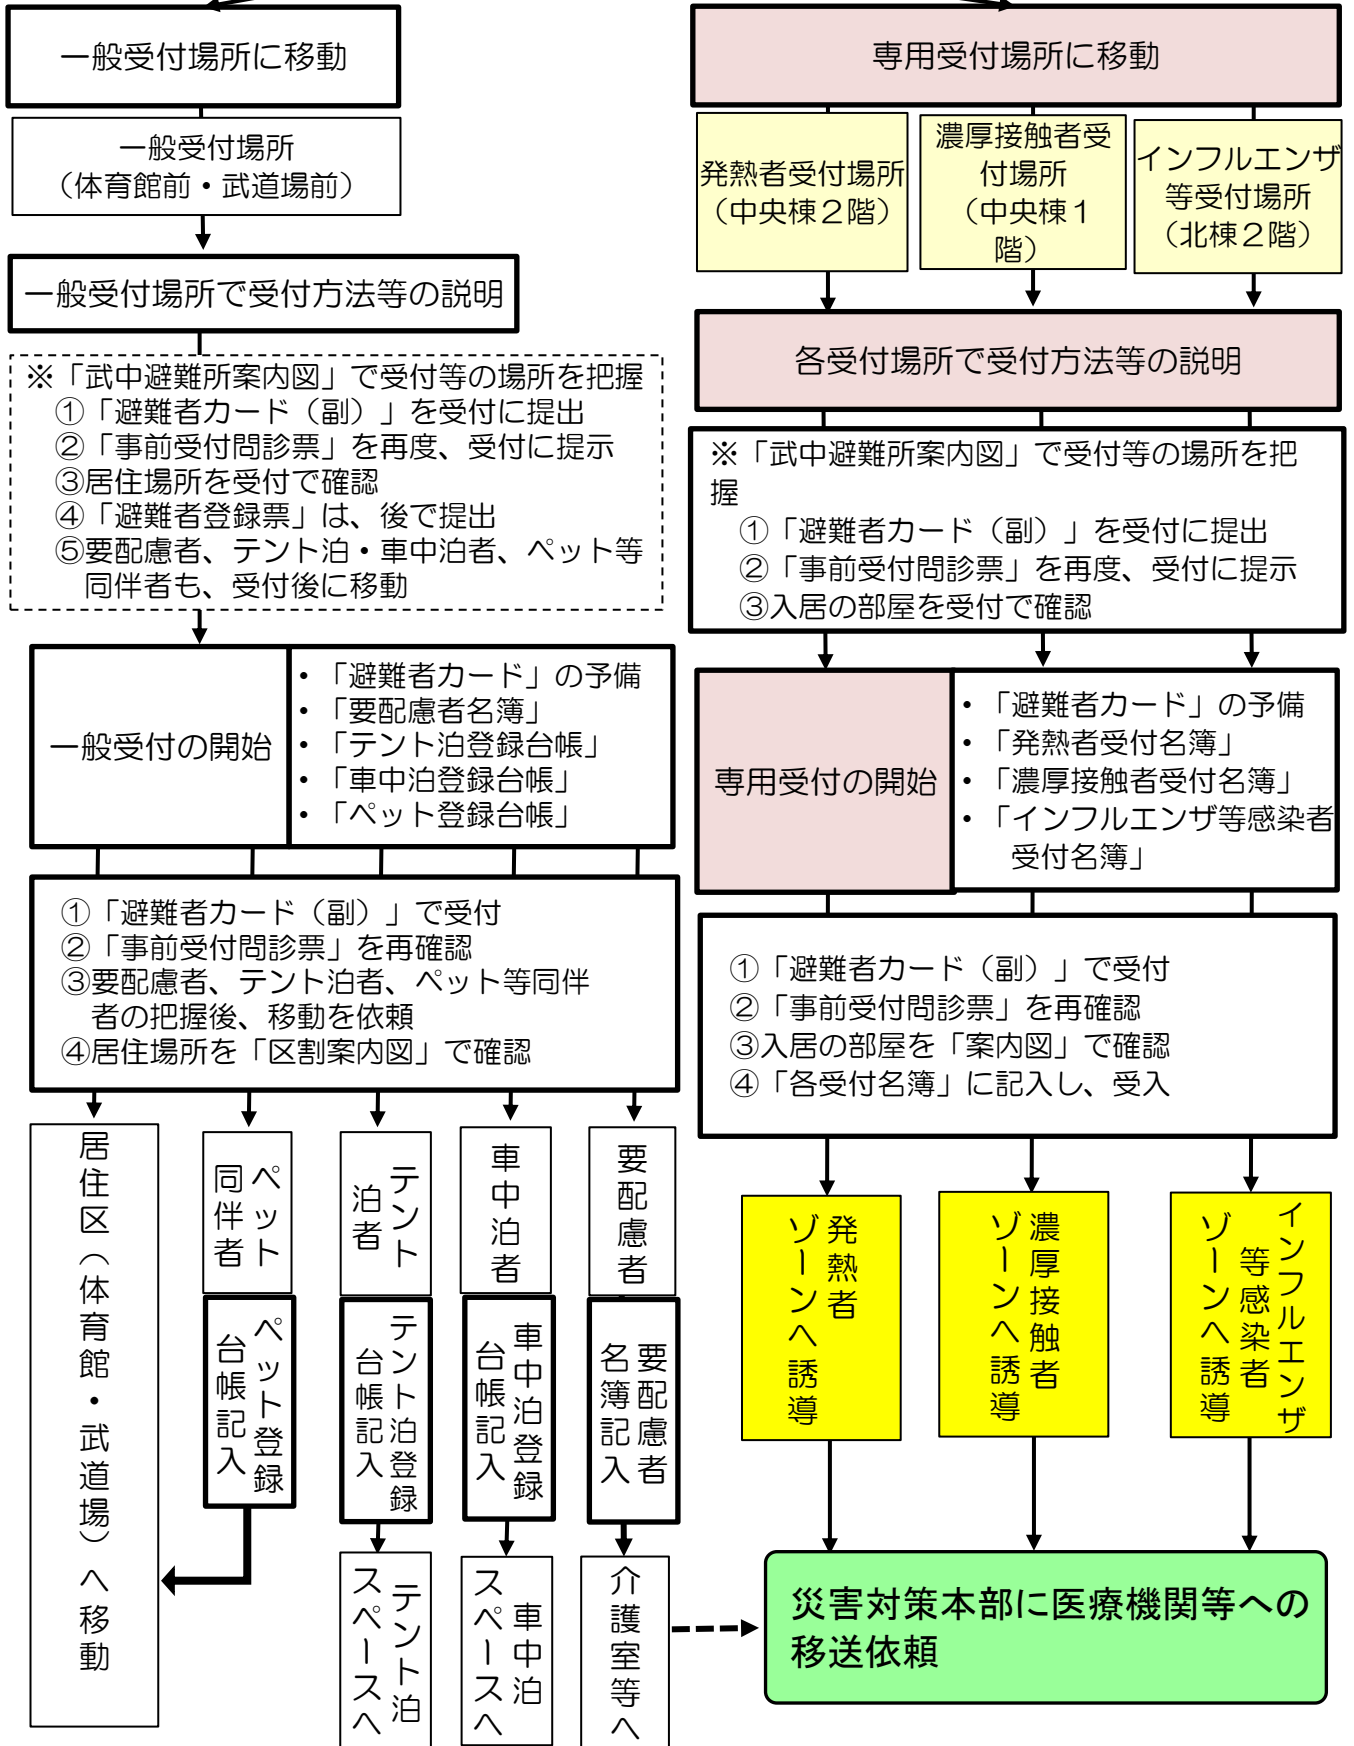 一般受付場所に移動
一般受付場所
（体育館前・武道場前）
一般受付場所で受付方法等の説明
※「武中避難所案内図」で受付等の場所を把握
①「避難者カード（副）」を受付に提出
②「事前受付問診票」を再度、受付に提示
③居住場所を受付で確認
④「避難者登録票」は、後で提出
⑤要配慮者、テント泊・車中泊者、ペット等
同伴者も、受付後に移動
一般受付の開始
・「避難者カード」の予備
・「要配慮者名簿」
・「テント泊登録台帳」
・「車中泊登録台帳」
・「ペット登録台帳」
①「避難者カード（副）」で受付
②「事前受付問診票」を再確認
③要配慮者、テント泊者、ペット等同伴
者の把握後、移動を依頼
④居住場所を「区割案内図」で確認
居住区（体育館・武道場）へ移動
ペット
同伴者
ペット登録
台帳記入
テント
泊者
テント泊登録
台帳記入
テント泊
スペースへ
車中泊者
車中泊登録
台帳記入
車中泊
スペースへ
要配慮者
要配慮者
名簿記入
介護室等へ
専用受付場所に移動
発熱者受付場所
（中央棟２階）
濃厚接触者受
付場所
（中央棟１
階）
インフルエンザ
等受付場所
（北棟２階）
各受付場所で受付方法等の説明
※「武中避難所案内図」で受付等の場所を把
握
①「避難者カード（副）」を受付に提出
②「事前受付問診票」を再度、受付に提示
③入居の部屋を受付で確認
専用受付の開始
・「避難者カード」の予備
・「発熱者受付名簿」
・「濃厚接触者受付名簿」
・「インフルエンザ等感染者
受付名簿」
①「避難者カード（副）」で受付
②「事前受付問診票」を再確認
③入居の部屋を「案内図」で確認
④「各受付名簿」に記入し、受入
発熱者
ゾーンへ誘導
濃厚接触者
ゾーンへ誘導
インフルエンザ
等感染者
ゾーンへ誘導
災害対策本部に医療機関等への
移送依頼